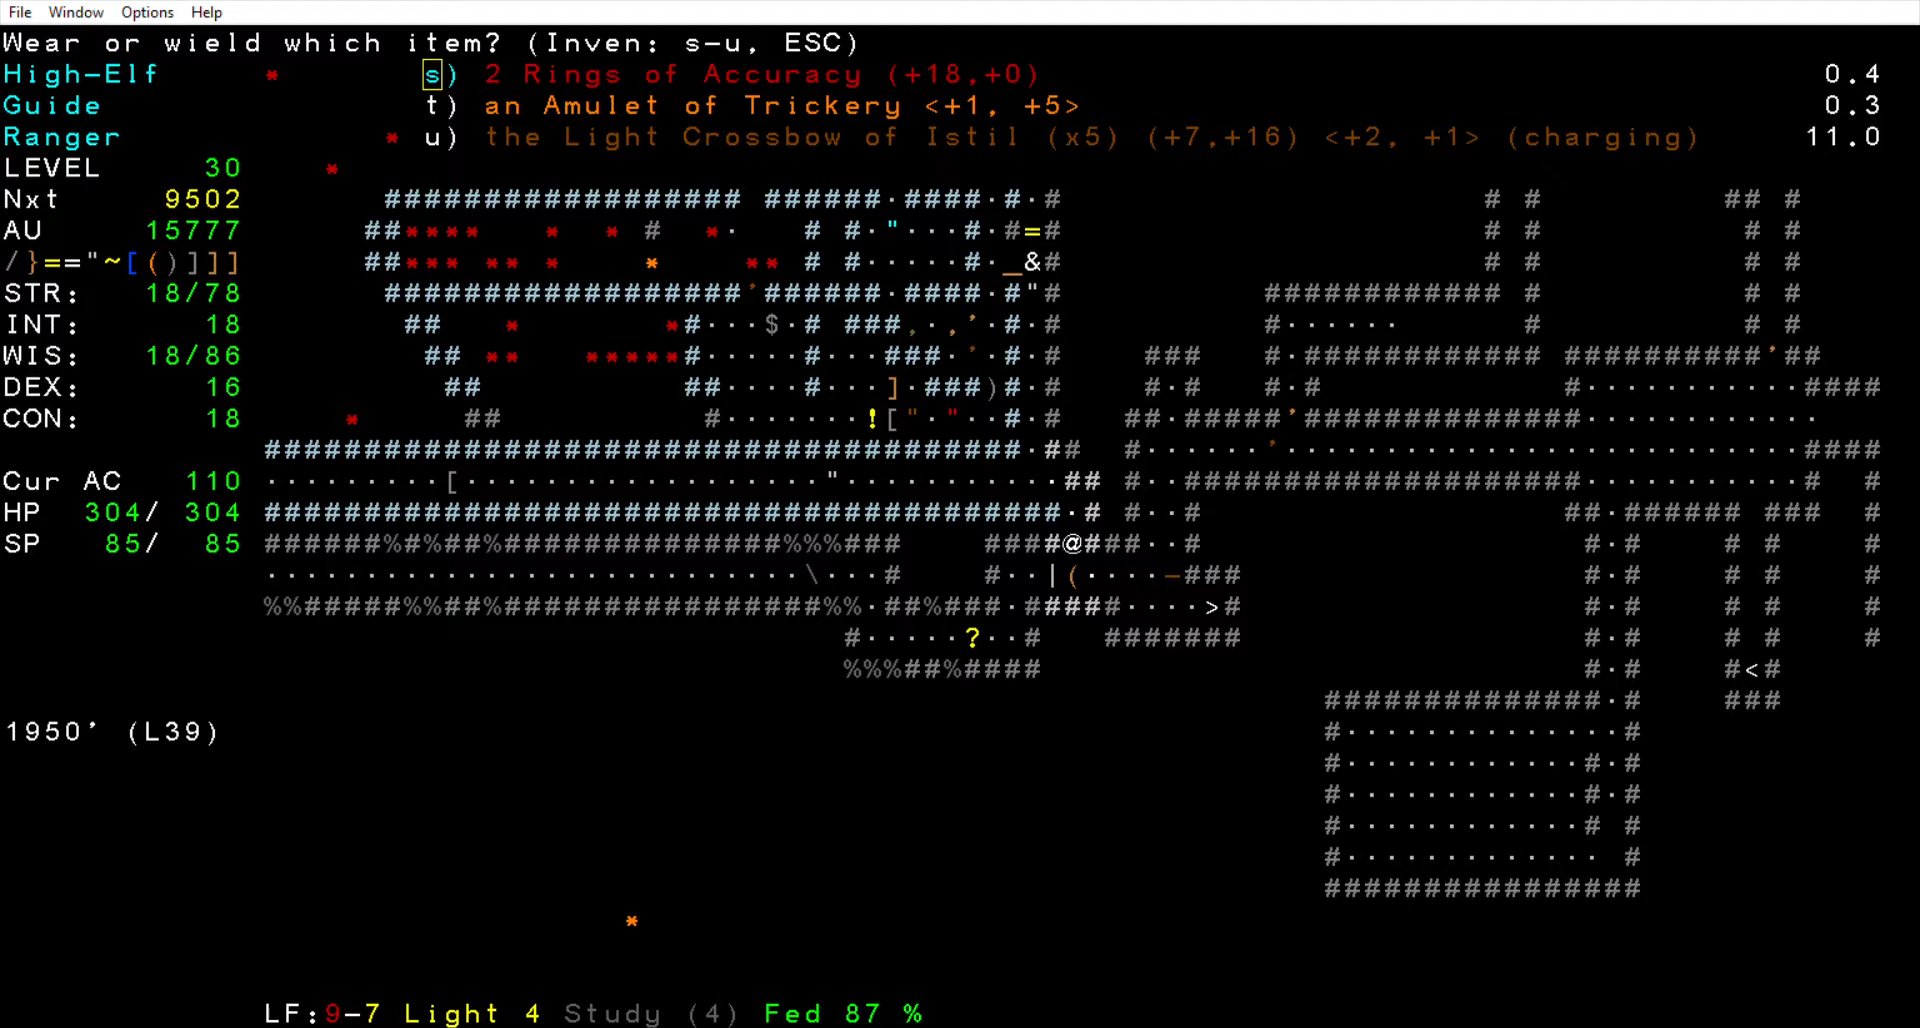 File Window Options Help
Wear or wield which item? (Inven: s-u, ESC)
High-Elf s) 2 Rings of Accuracy (+18,+0) 0.4
Guide t) an Amulet of Trickery <+1, +5> 0.3
Ranger u) the Light Crossbow of Istil (x5) (+7,+16) <+2, +1> (charging) 11.0
LEVEL 30
Nxt 9502
AU 15777
/}=="~[()]]]
STR: 18/78
INT: 18
WIS: 18/86
DEX: 16
CON: 18
Cur AC 110
HP 304/ 304
SP 85/ 85
1950' (L39)
LF:9-7 Light 4 Study (4) Fed 87 %